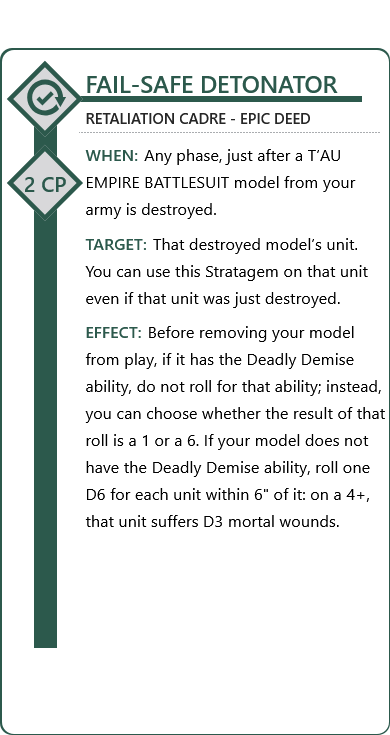 FAIL-SAFE DETONATOR
RETALIATION CADRE - EPIC DEED
WHEN: Any phase, just after a T’AU
2 CP
EMPIRE BATTLESUIT model from your
army is destroyed.
TARGET: That destroyed model’s unit.
You can use this Stratagem on that unit
even if that unit was just destroyed.
EFFECT: Before removing your model
from play, if it has the Deadly Demise
ability, do not roll for that ability; instead,
you can choose whether the result of that
roll is a 1 or a 6. If your model does not
have the Deadly Demise ability, roll one
D6 for each unit within 6" of it: on a 4+,
that unit suffers D3 mortal wounds.